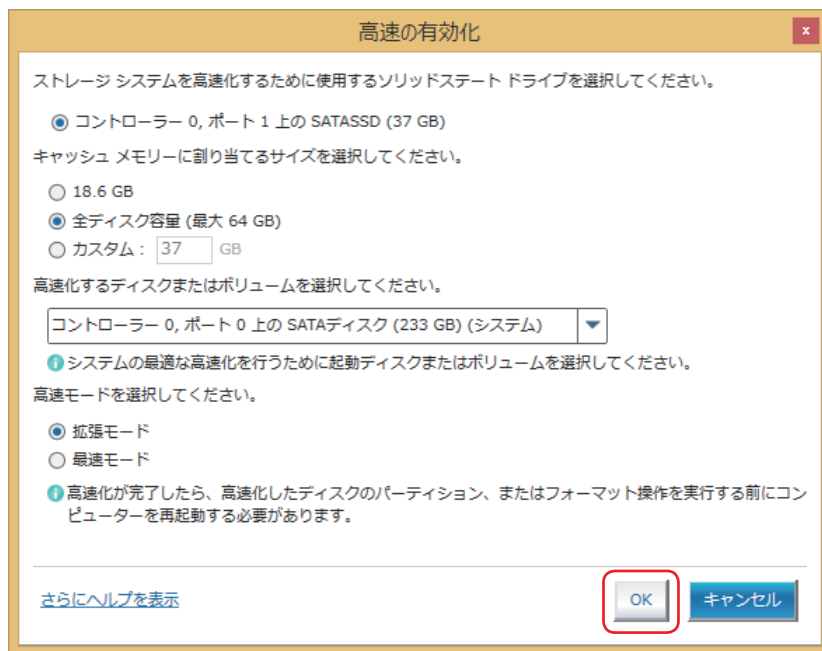 高速の有効化
x
ストレージ システムを高速化するために使用するソリッドステート ドライブを選択してください。
コントローラー 0, ポート 1 上の SATASSD (37 GB)
キャッシュ メモリーに割り当てるサイズを選択してください。
18.6 GB
全ディスク容量 (最大 64 GB)
カスタム : 37 GB
高速化するディスクまたはボリュームを選択してください。
コントローラー 0, ポート 0 上の SATAディスク (233 GB) (システム)
システムの最適な高速化を行うために起動ディスクまたはボリュームを選択してください。
高速モードを選択してください。
拡張モード
最速モード
高速化が完了したら、高速化したディスクのパーティション、またはフォーマット操作を実行する前にコン
ピューターを再起動する必要があります。
さらにヘルプを表示
OK
キャンセル